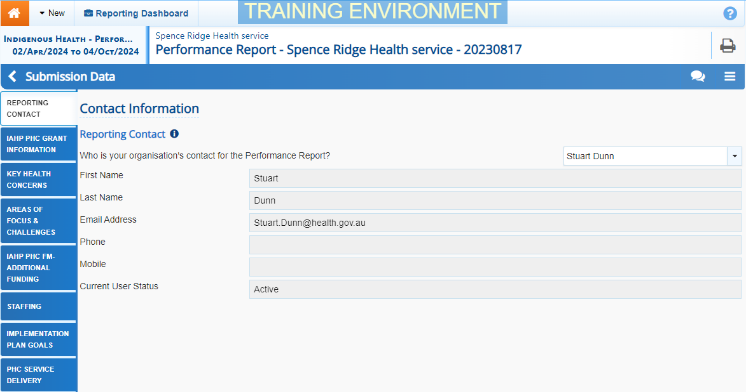 New
Reporting Dashboard
TRAINING ENVIRONMENT
?
Indigenous Health - Perfor...
02/Apr/2024 to 04/Oct/2024
Spence Ridge Health service
Performance Report - Spence Ridge Health service - 20230817
Submission Data
REPORTING
CONTACT
IAHP PHC GRANT
INFORMATION
KEY HEALTH
CONCERNS
AREAS OF
FOCUS &
CHALLENGES
IAHP PHC FM-
ADDITIONAL
FUNDING
STAFFING
IMPLEMENTATION
PLAN GOALS
PHC SERVICE
DELIVERY
Contact Information
Reporting Contact
Who is your organisation's contact for the Performance Report? Stuart Dunn
First Name Stuart
Last Name Dunn
Email Address Stuart.Dunn@health.gov.au
Phone
Mobile
Current User Status Active